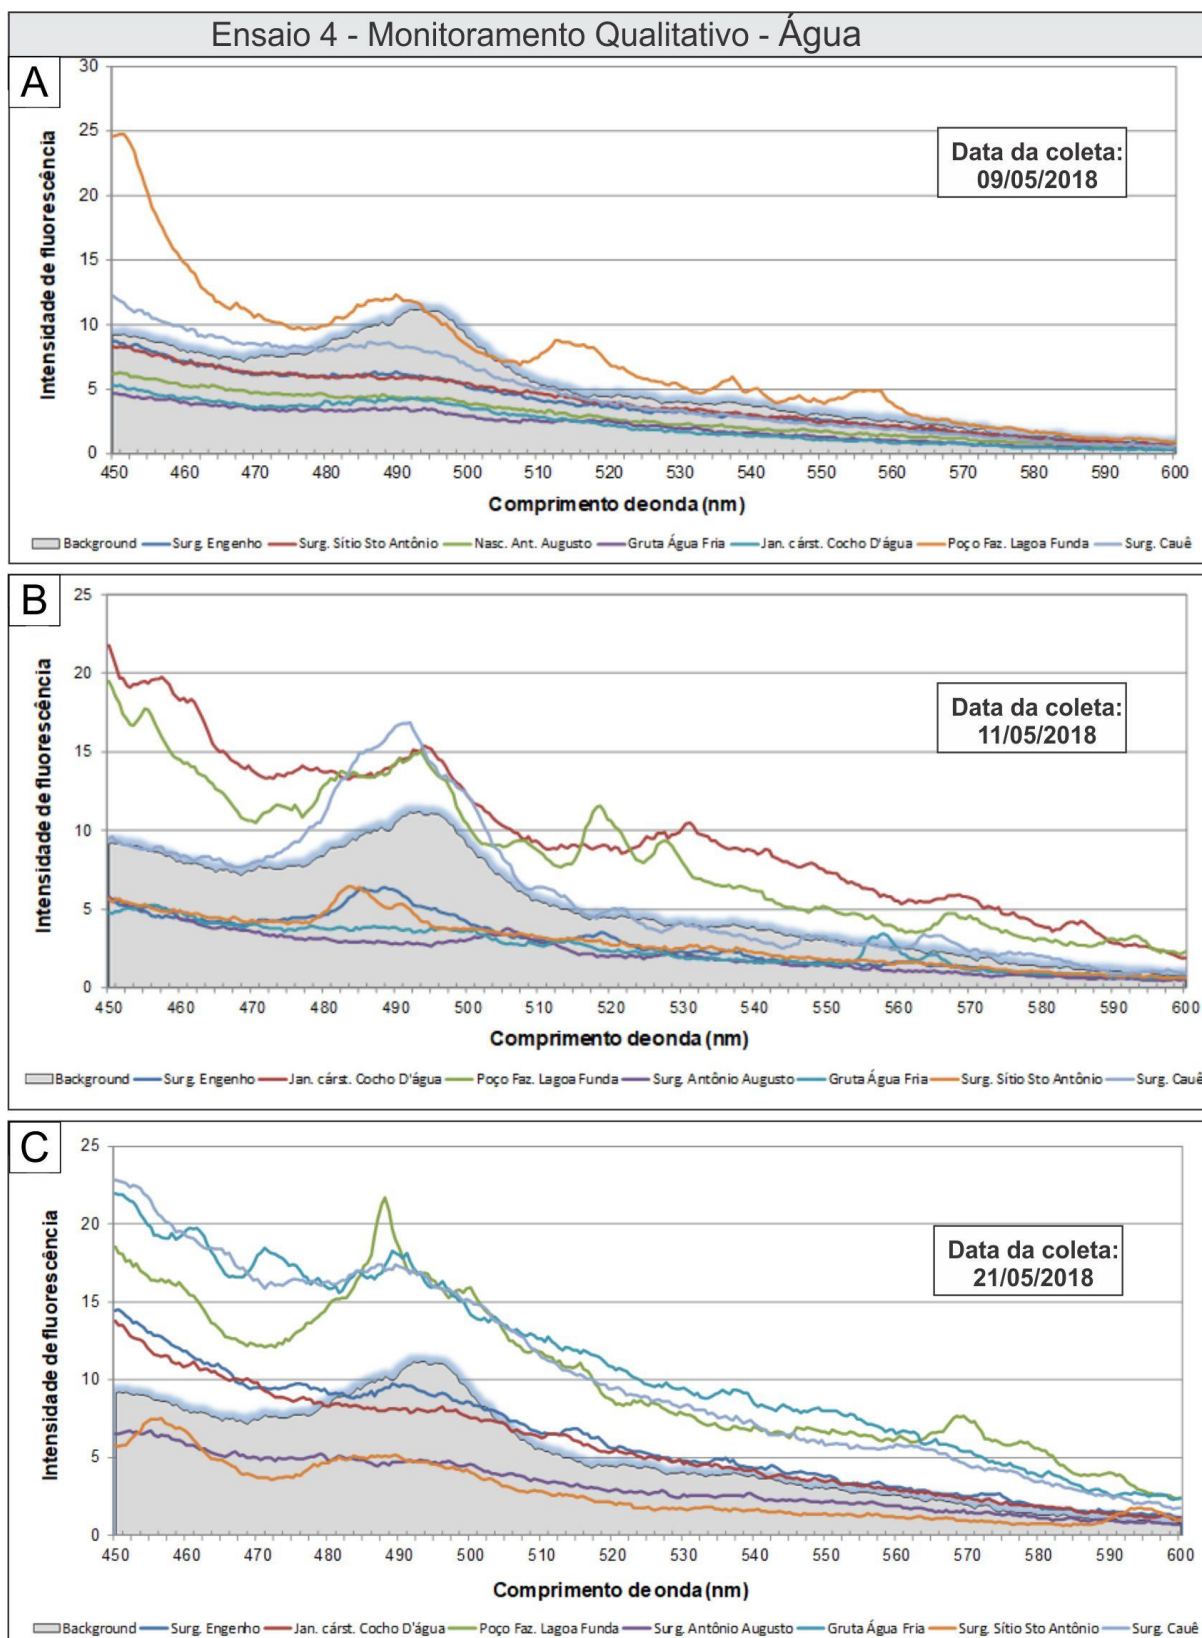 Ensaio 4 - Monitoramento Qualitativo - Água
A
30
25
20
15
10
5
0
Intensidade de fluorescência
Data da coleta:
09/05/2018
450 460 470 480 490 500 510 520 530 540 550 560 570 580 590 600
Comprimento deonda (nm)
Background Surg. Engenho Surg. Sítio Sto Antônio Nasc. Ant. Augusto Gruta Água Fria Jan. cárst. Cocho D'água Poço Faz. Lagoa Funda Surg. Cauê
B
25
20
15
10
5
0
Intensidade de fluorescência
Data da coleta:
11/05/2018
450 460 470 480 490 500 510 520 530 540 550 560 570 580 590 600
Comprimento deonda (nm)
Background Surg. Engenho Jan. cárst. Cocho D'água Poço Faz. Lagoa Funda Surg. Antônio Augusto Gruta Água Fria Surg. Sítio Sto Antônio Surg. Cauê
C
25
20
15
10
5
0
Intensidade de fluorescência
Data da coleta:
21/05/2018
450 460 470 480 490 500 510 520 530 540 550 560 570 580 590 600
Comprimento de onda (nm)
Background Surg. Engenho Jan. cárst. Cocho D'água Poço Faz. Lagoa Funda Surg. Antônio Augusto Gruta Água Fria Surg. Sítio Sto Antônio Surg. Cauê